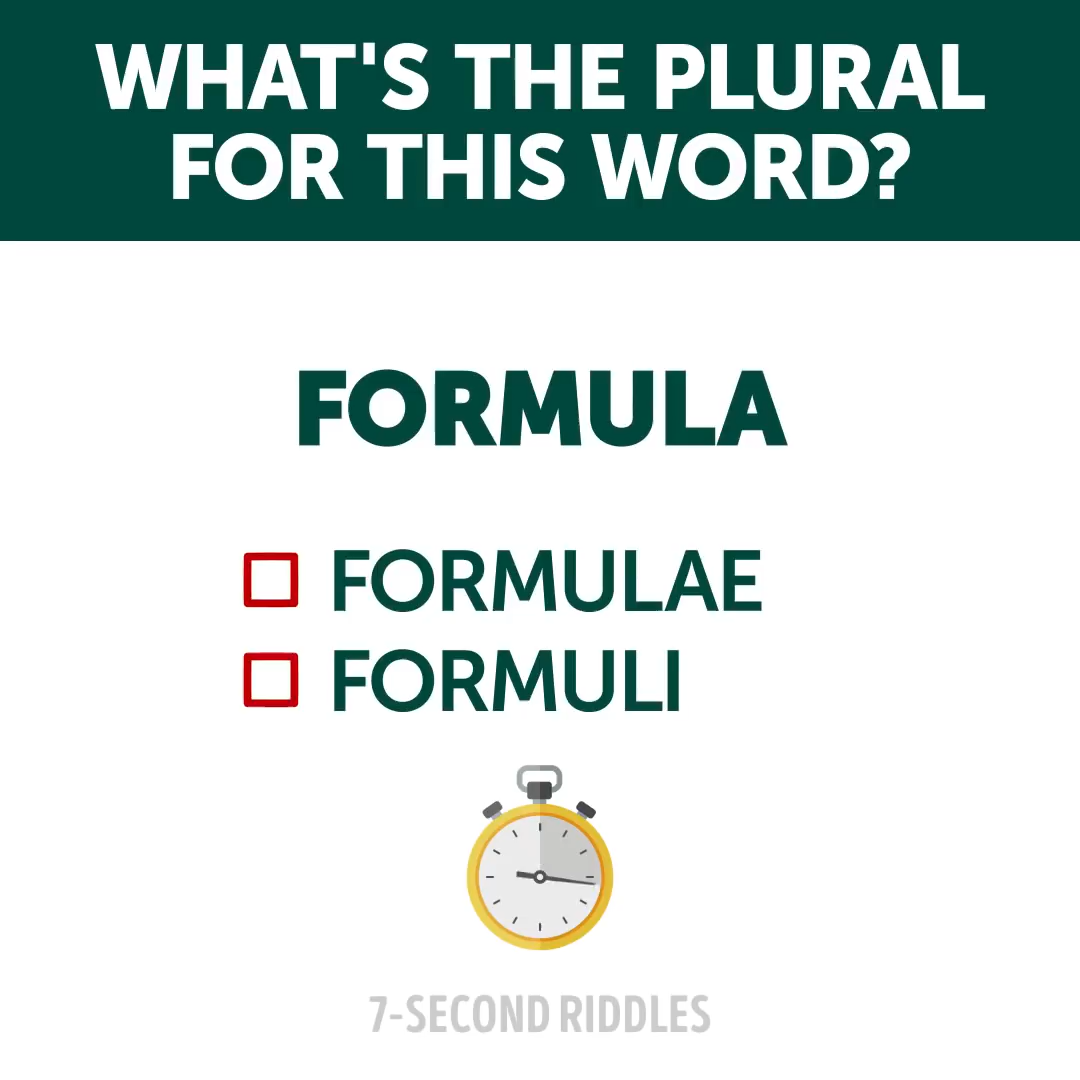 WHAT'S THE PLURAL
FOR THIS WORD?
FORMULA
FORMULAE
FORMULI
7-SECOND RIDDLES